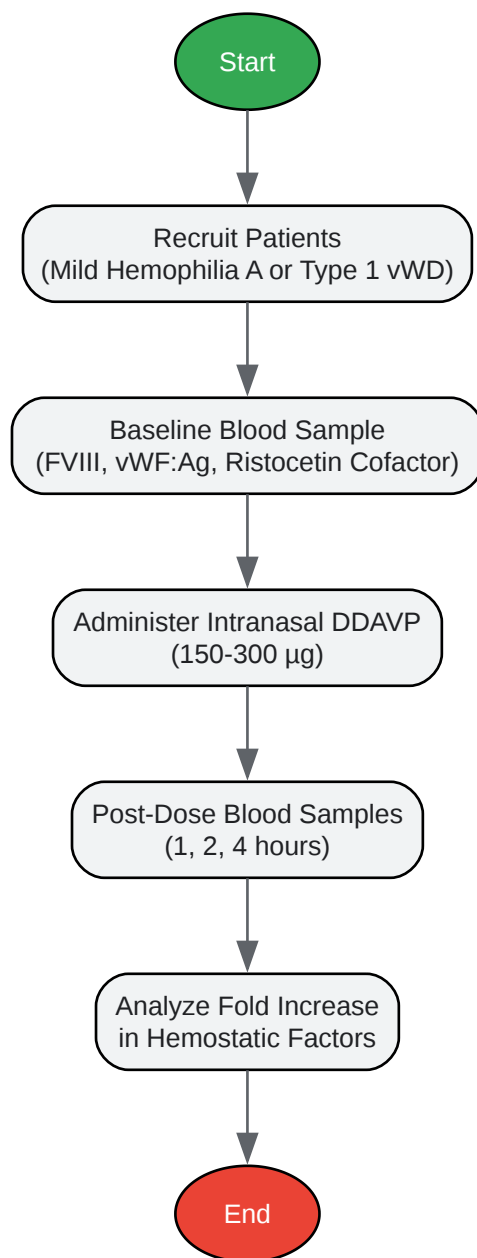 Start
Recruit Patients
(Mild Hemophilia A or Type 1 vWD)
Baseline Blood Sample
(FVIII, vWF:Ag, Ristocetin Cofactor)
Administer Intranasal DDAVP
(150-300 µg)
Post-Dose Blood Samples
(1, 2, 4 hours)
Analyze Fold Increase
in Hemostatic Factors
End